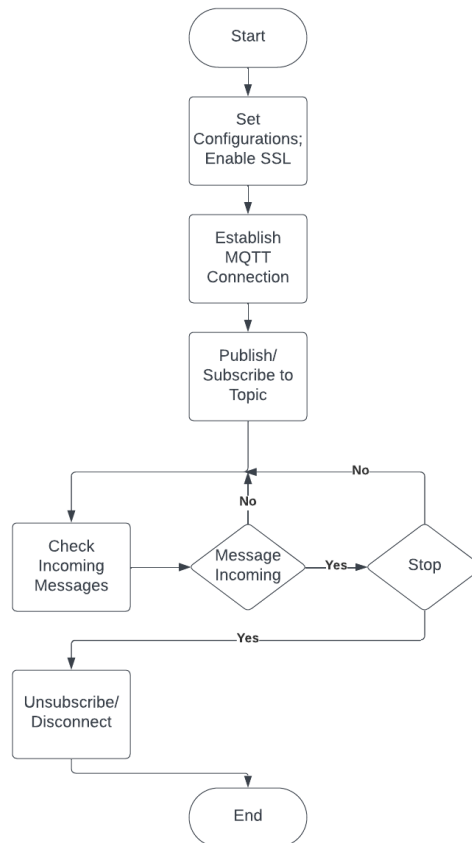 Start
Set
Configurations;
Enable SSL
Establish
MQTT
Connection
Publish/
Subscribe to
Topic
No
No
Check
Incoming
Messages
Message
Incoming
Yes
Stop
Yes
Unsubscribe/
Disconnect
End